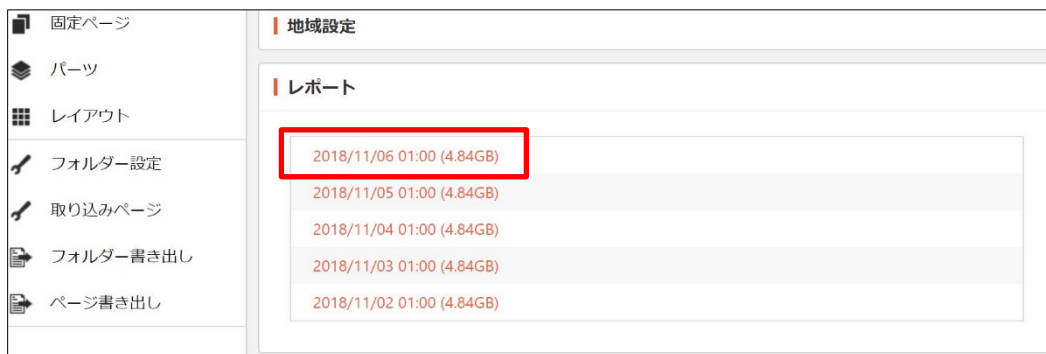 固定ページ
パーツ
レイアウト
フォルダー設定
取り込みページ
フォルダー書き出し
ページ書き出し
地域設定
レポート
2018/11/06 01:00 (4.84GB)
2018/11/05 01:00 (4.84GB)
2018/11/04 01:00 (4.84GB)
2018/11/03 01:00 (4.84GB)
2018/11/02 01:00 (4.84GB)